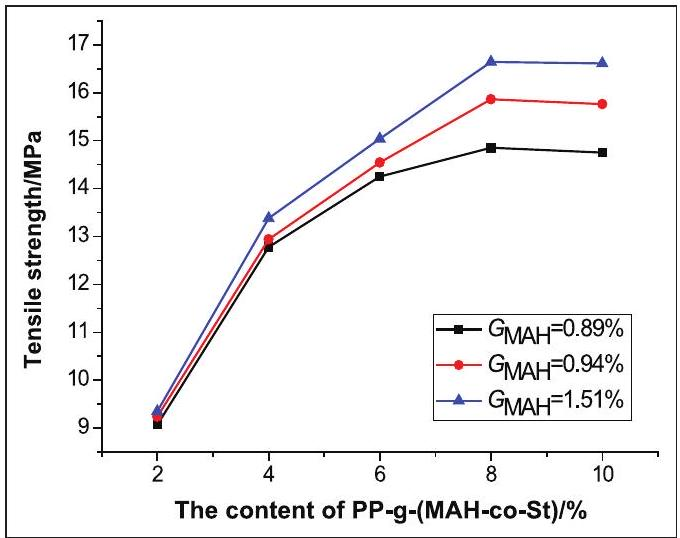 17
16
15
14
13
12
11
10
9
Tensile strength/MPa
G_MAH=0.89%
G_MAH=0.94%
G_MAH=1.51%
2 4 6 8 10
The content of PP-g-(MAH-co-St)/%